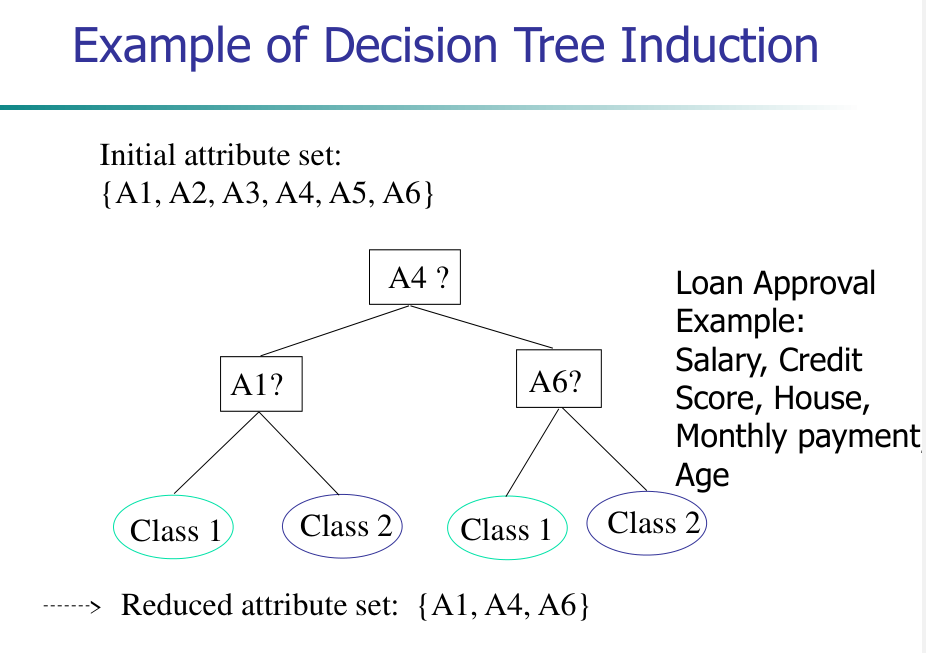 Example of Decision Tree Induction
Initial attribute set:
{A1, A2, A3, A4, A5, A6}
A4 ?
A1?
A6?
Class 1
Class 2
Class 1
Class 2
Loan Approval
Example:
Salary, Credit
Score, House,
Monthly payment,
Age
Reduced attribute set: {A1, A4, A6}